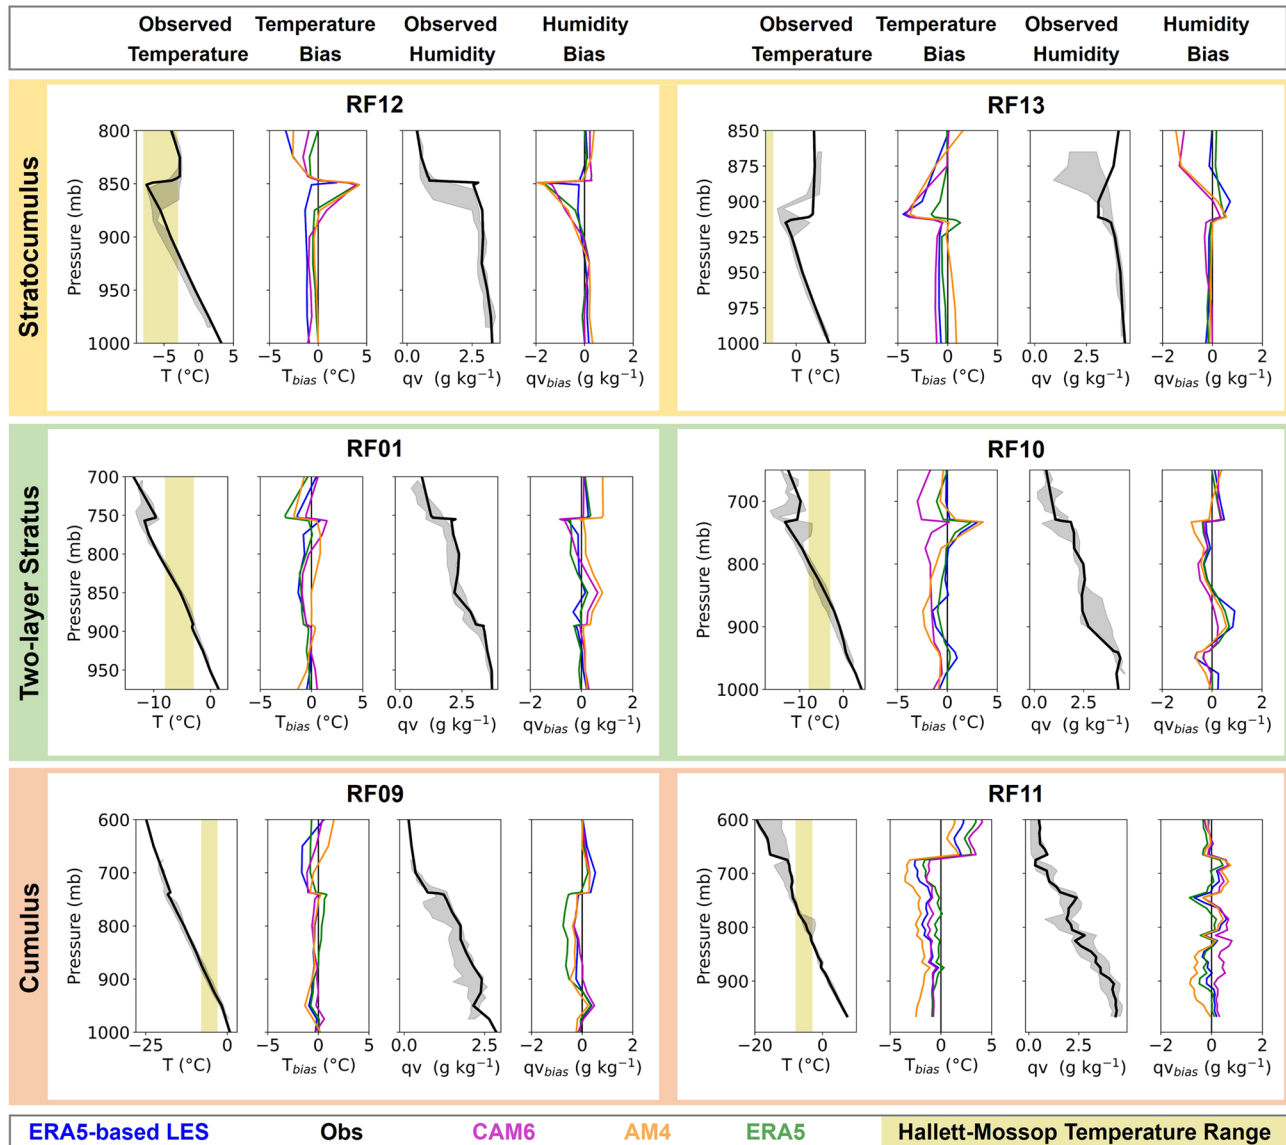 Observed Temperature Observed Humidity Observed Temperature Observed Humidity
Temperature Bias Humidity Bias Temperature Bias Humidity Bias
Stratocumulus
RF12
800
850
900
950
1000
Pressure (mb)
−5 0 5
T (°C)
−5 0 5
T_bias (°C)
0.0 2.5
qv (g kg⁻¹)
−2 0 2
qv_bias (g kg⁻¹)
RF13
850
875
900
925
950
975
1000
Pressure (mb)
0 5
T (°C)
−5 0 5
T_bias (°C)
0.0 2.5
qv (g kg⁻¹)
−2 0 2
qv_bias (g kg⁻¹)
Two-layer Stratus
RF01
700
750
800
850
900
950
Pressure (mb)
−10 0
T (°C)
−5 0 5
T_bias (°C)
0.0 2.5
qv (g kg⁻¹)
−2 0 2
qv_bias (g kg⁻¹)
RF10
700
800
900
1000
Pressure (mb)
−10 0
T (°C)
−5 0 5
T_bias (°C)
0.0 2.5
qv (g kg⁻¹)
−2 0 2
qv_bias (g kg⁻¹)
Cumulus
RF09
600
700
800
900
1000
Pressure (mb)
−25 0
T (°C)
−5 0 5
T_bias (°C)
0.0 2.5
qv (g kg⁻¹)
−2 0 2
qv_bias (g kg⁻¹)
RF11
600
700
800
900
Pressure (mb)
−20 0
T (°C)
−5 0 5
T_bias (°C)
0.0 2.5
qv (g kg⁻¹)
−2 0 2
qv_bias (g kg⁻¹)
ERA5-based LES Obs CAM6 AM4 ERA5 Hallett-Mossop Temperature Range